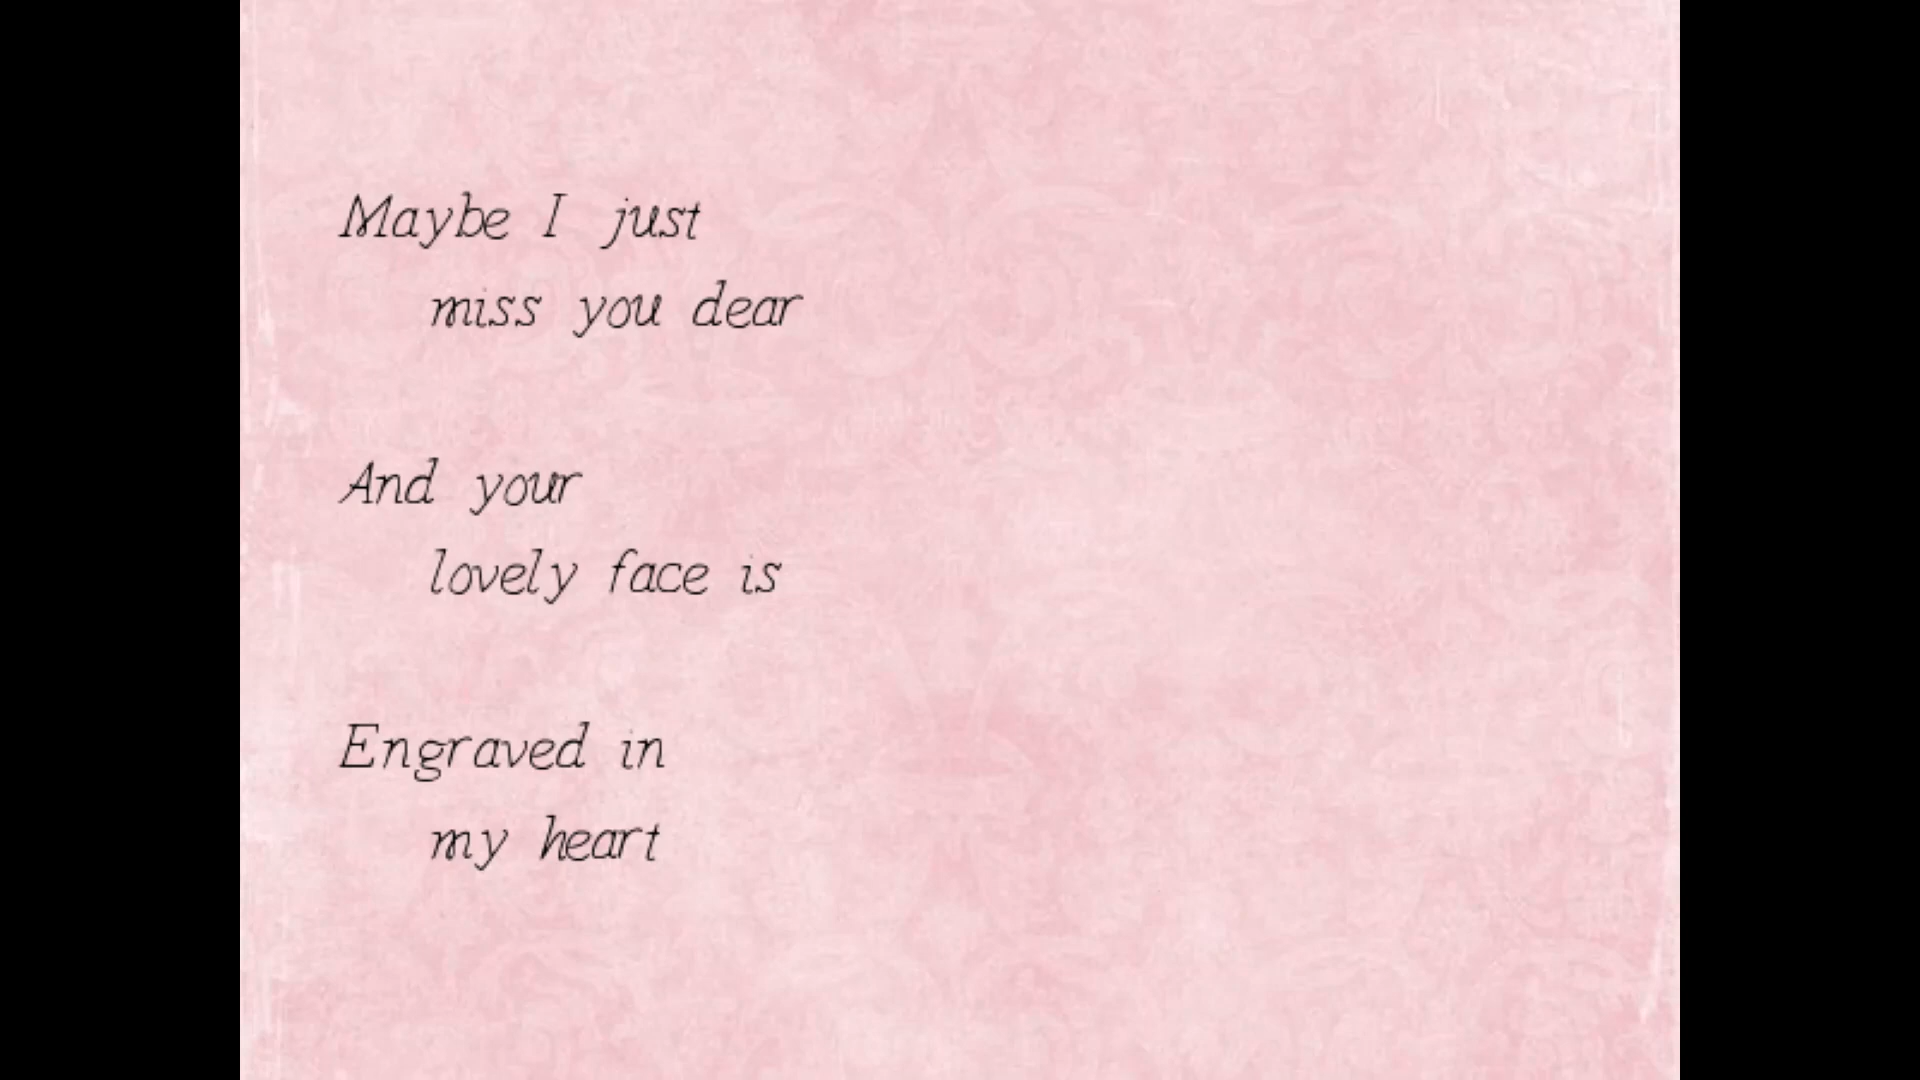 Maybe I just
miss you dear
And your
lovely face is
Engraved in
my heart